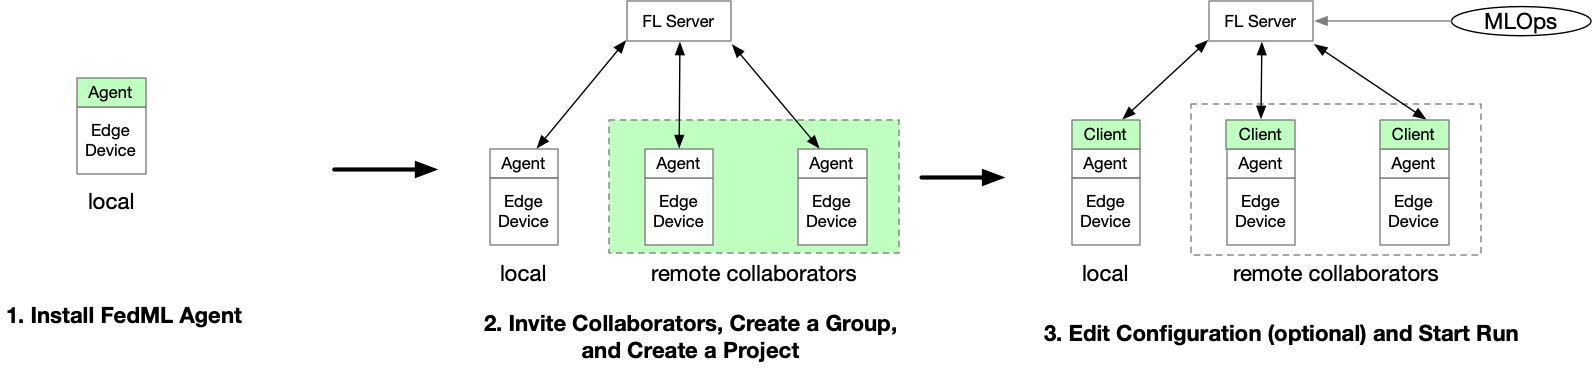 Agent
Edge
Device
local
1. Install FedML Agent
FL Server
Agent
Edge
Device
Agent
Edge
Device
Agent
Edge
Device
local
remote collaborators
2. Invite Collaborators, Create a Group,
and Create a Project
FL Server
MLOps
Client
Agent
Edge
Device
Client
Agent
Edge
Device
Client
Agent
Edge
Device
local
remote collaborators
3. Edit Configuration (optional) and Start Run